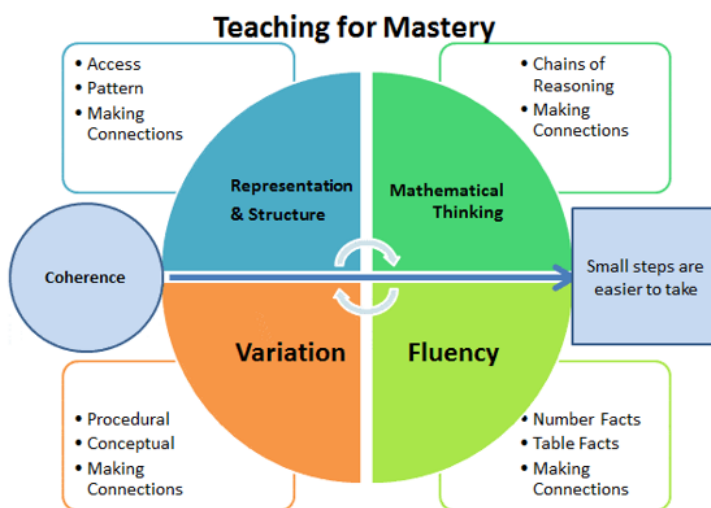 Teaching for Mastery
• Access
• Pattern
• Making
Connections
• Chains of
Reasoning
• Making
Connections
Representation
& Structure
Mathematical
Thinking
Coherence
Small steps are
easier to take
Variation
Fluency
• Procedural
• Conceptual
• Making
Connections
• Number Facts
• Table Facts
• Making
Connections